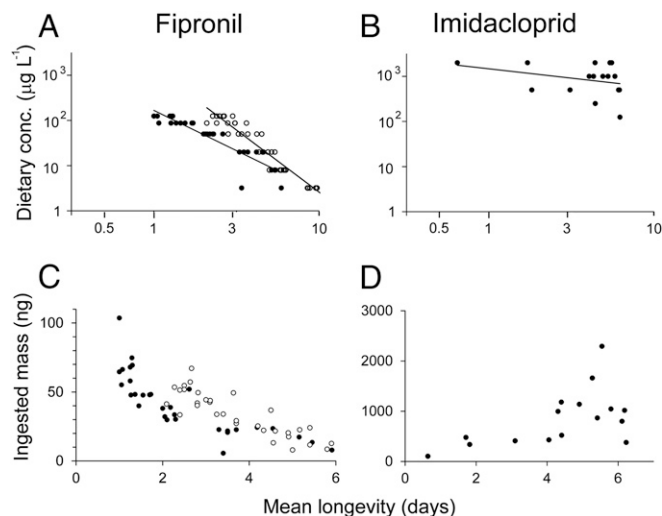 A Fipronil
B Imidacloprid
Dietary conc. (µg L⁻¹)
10³
10²
10
1
0.5 1 3 10
10³
10²
10
1
0.5 1 3 10
C
D
Ingested mass (ng)
100
50
0
0 2 4 6
3000
2000
1000
0
0 2 4 6
Mean longevity (days)